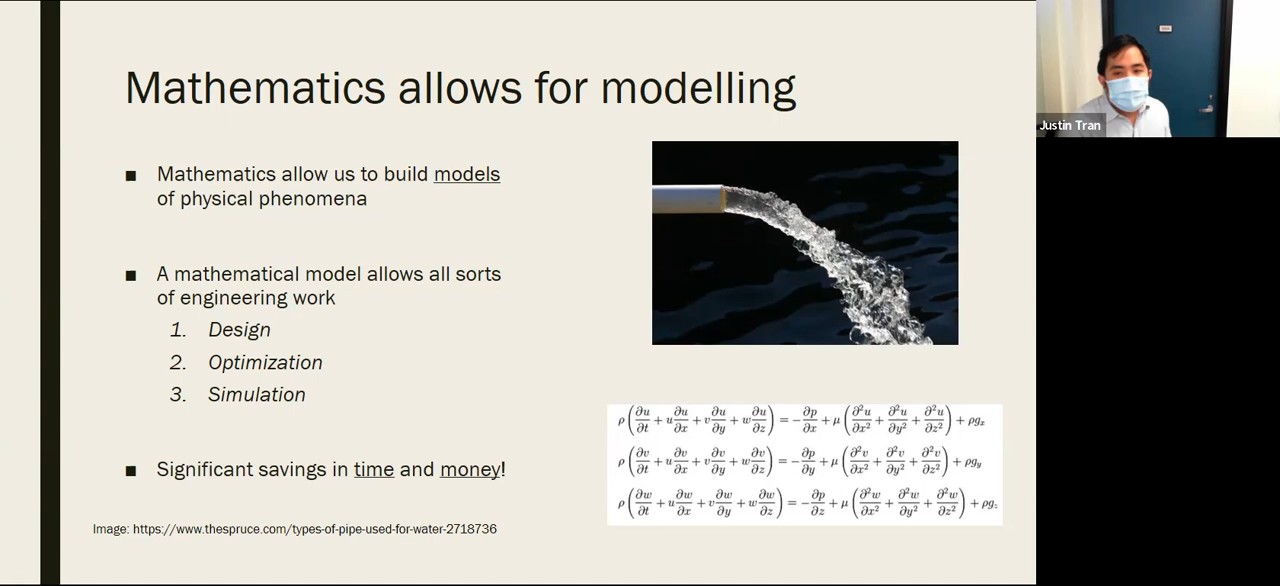 Mathematics allows for modelling
■ Mathematics allow us to build models
of physical phenomena
■ A mathematical model allows all sorts
of engineering work
1. Design
2. Optimization
3. Simulation
■ Significant savings in time and money!
Image: https://www.thespruce.com/types-of-pipe-used-for-water-2718736
ρ(∂u/∂t + u∂u/∂x + v∂u/∂y + w∂u/∂z) = −∂p/∂x + μ(∂²u/∂x² + ∂²u/∂y² + ∂²u/∂z²) + ρgₓ
ρ(∂v/∂t + u∂v/∂x + v∂v/∂y + w∂v/∂z) = −∂p/∂y + μ(∂²v/∂x² + ∂²v/∂y² + ∂²v/∂z²) + ρg_y
ρ(∂w/∂t + u∂w/∂x + v∂w/∂y + w∂w/∂z) = −∂p/∂z + μ(∂²w/∂x² + ∂²w/∂y² + ∂²w/∂z²) + ρg_z
Justin Tran